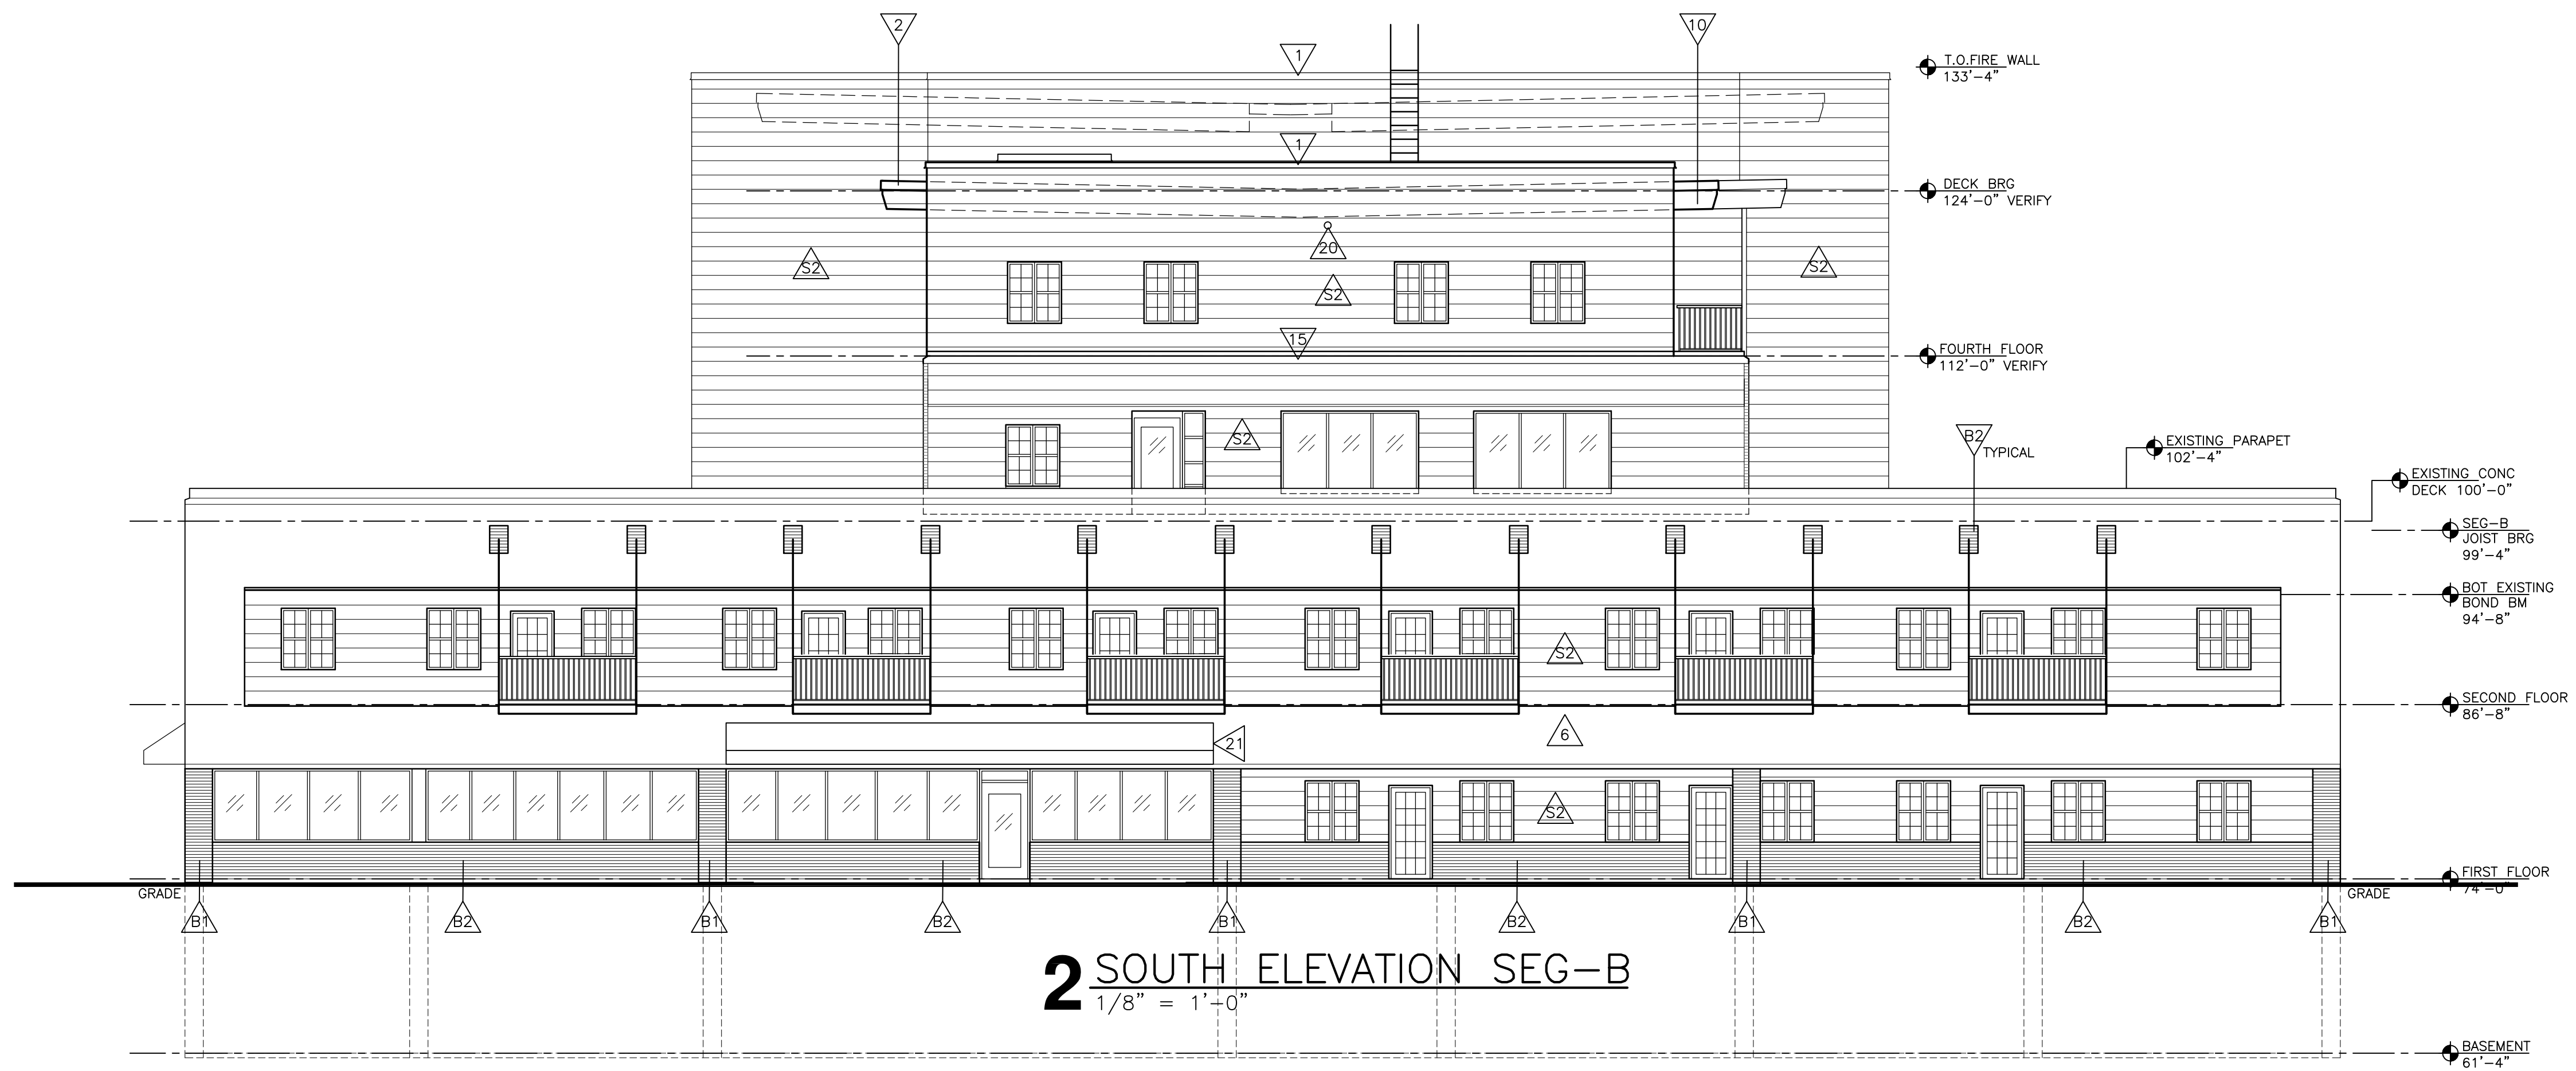 2
10
1
T.O.FIRE WALL
133'-4"
1
DECK BRG
124'-0" VERIFY
20
S2
S2
S2
15
FOURTH FLOOR
112'-0" VERIFY
S2
B2
TYPICAL
EXISTING PARAPET
102'-4"
EXISTING CONC
DECK 100'-0"
SEG-B
JOIST BRG
99'-4"
BOT EXISTING
BOND BM
94'-8"
S2
SECOND FLOOR
86'-8"
6
21
S2
FIRST FLOOR
74'-0"
GRADE
GRADE
B1
B2
B1
B2
B1
B2
B1
B2
B1
2 SOUTH ELEVATION SEG-B
1/8" = 1'-0"
BASEMENT
61'-4"